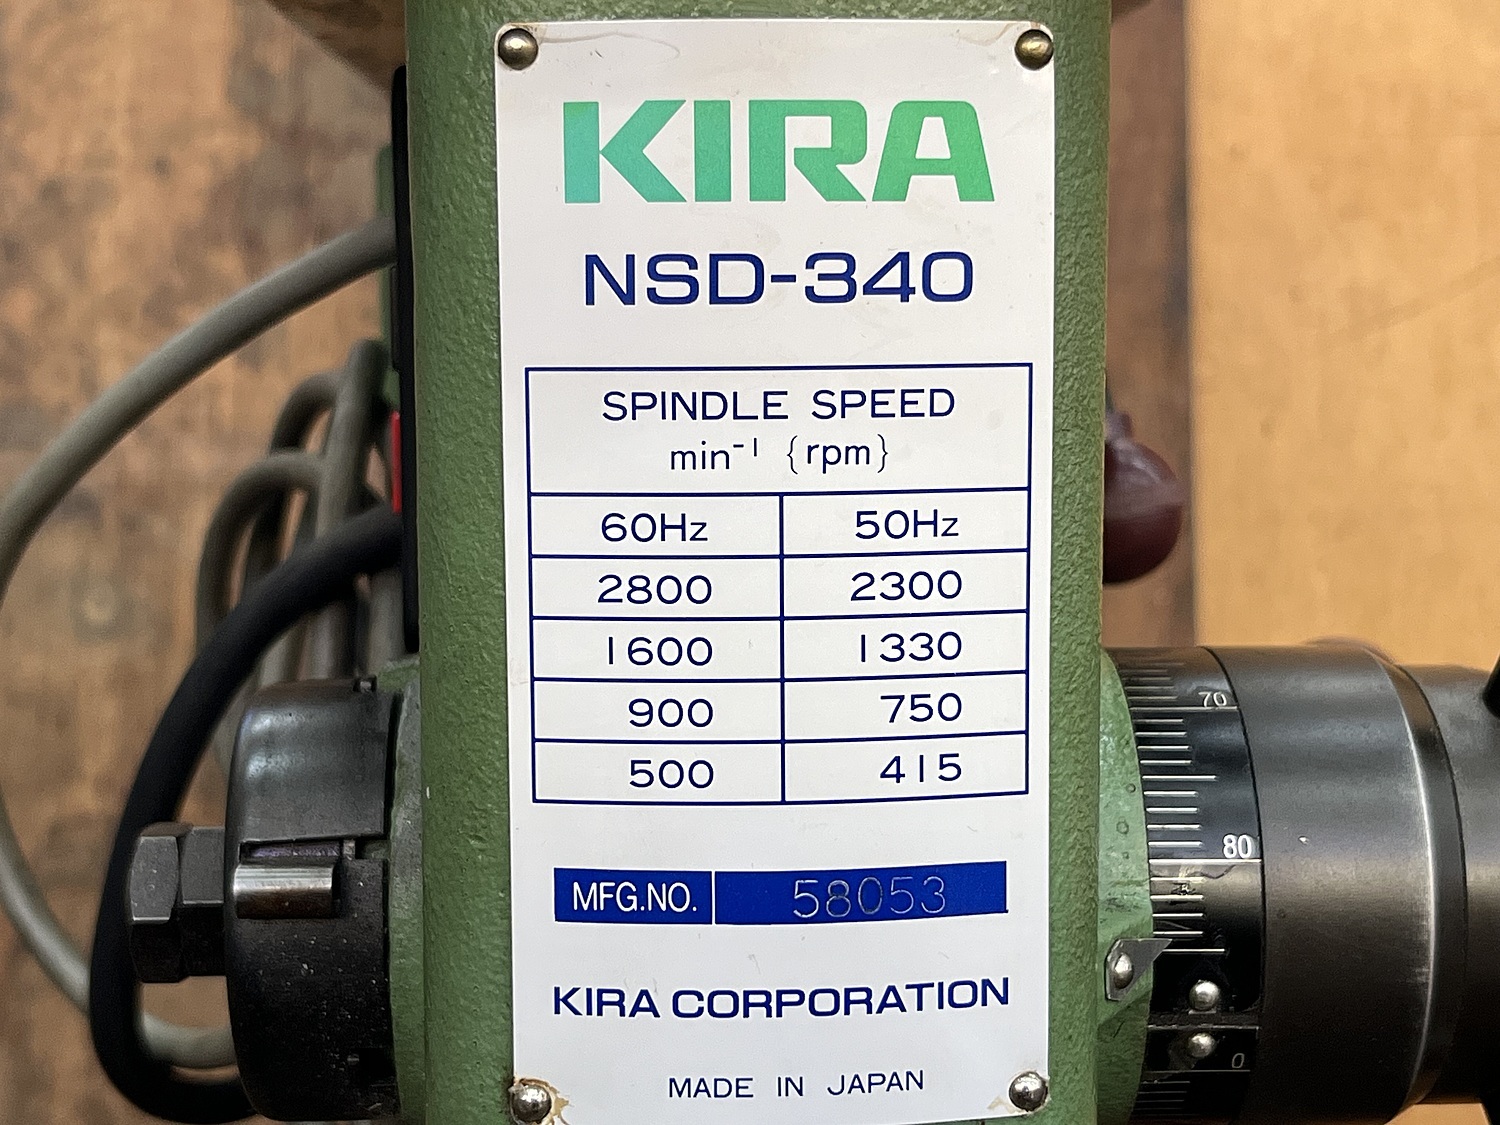 KIRA
NSD-340
SPINDLE SPEED
min⁻¹ {rpm}
60Hz 50Hz
2800 2300
1600 1330
900 750
500 415
MFG.NO. 58053
KIRA CORPORATION
MADE IN JAPAN
70
80
0